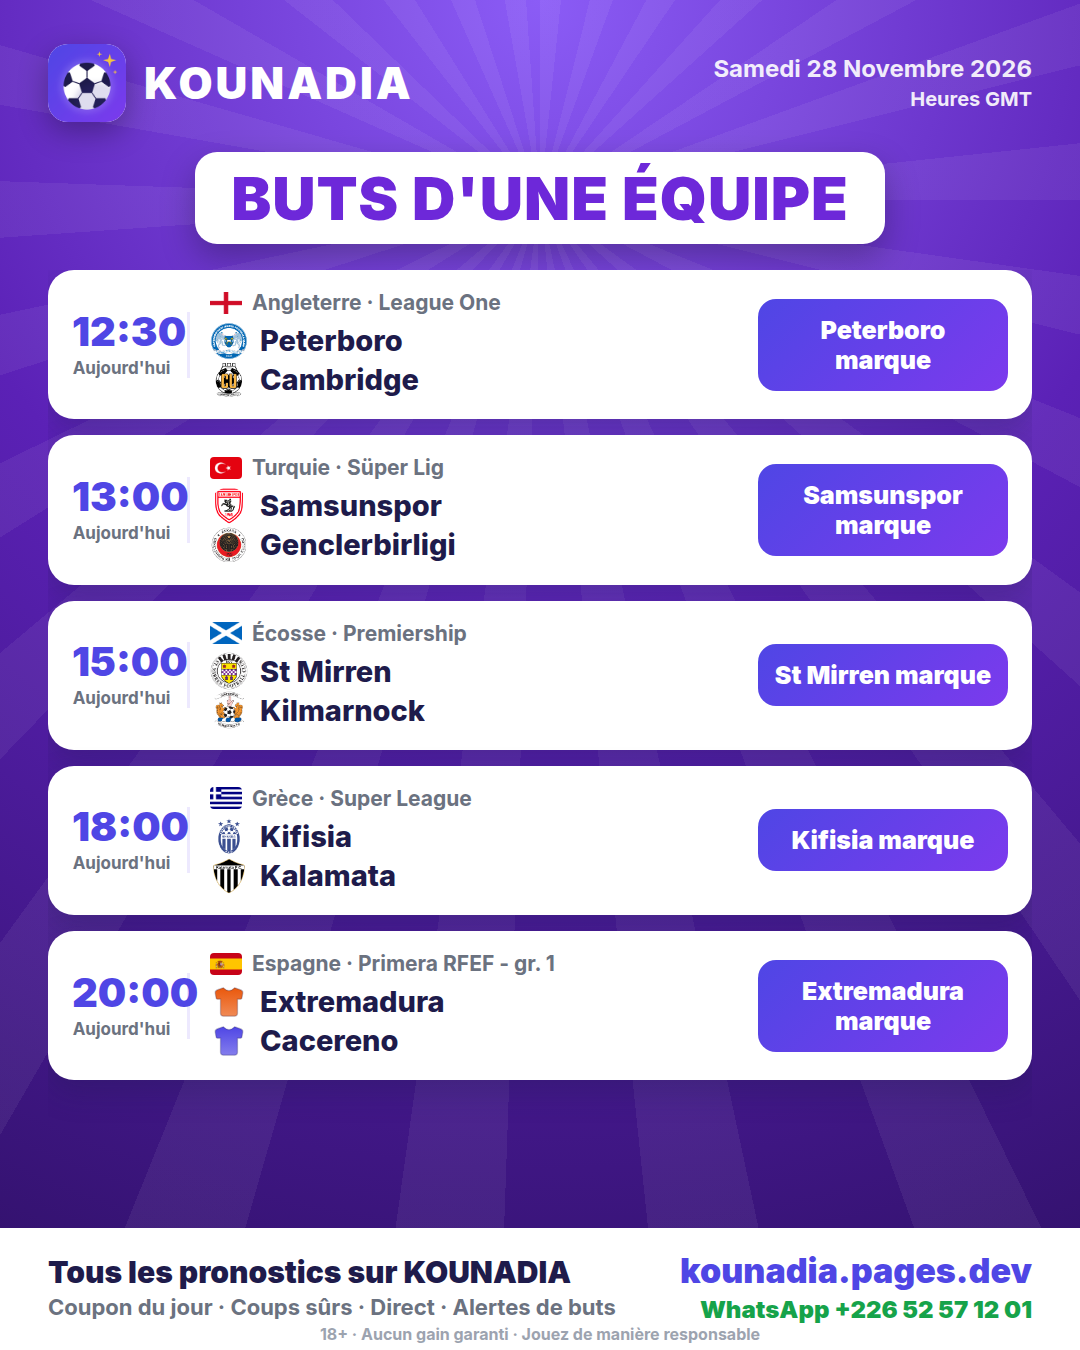 KOUNADIA
Samedi 28 Novembre 2026
Heures GMT
BUTS D'UNE ÉQUIPE
Angleterre · League One
12:30
Aujourd'hui
Peterboro
Cambridge
Peterboro
marque
Turquie · Süper Lig
13:00
Aujourd'hui
Samsunspor
Genclerbirligi
Samsunspor
marque
Écosse · Premiership
15:00
Aujourd'hui
St Mirren
Kilmarnock
St Mirren marque
Grèce · Super League
18:00
Aujourd'hui
Kifisia
Kalamata
Kifisia marque
Espagne · Primera RFEF - gr. 1
20:00
Aujourd'hui
Extremadura
Cacereno
Extremadura
marque
Tous les pronostics sur KOUNADIA
Coupon du jour · Coups sûrs · Direct · Alertes de buts
kounadia.pages.dev
WhatsApp +226 52 57 12 01
18+ · Aucun gain garanti · Jouez de manière responsable